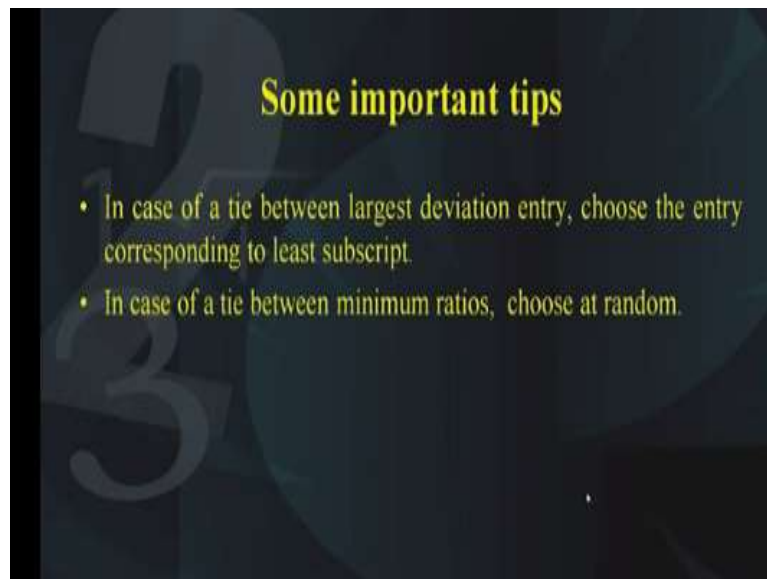 Some important tips
• In case of a tie between largest deviation entry, choose the entry
corresponding to least subscript.
• In case of a tie between minimum ratios, choose at random.